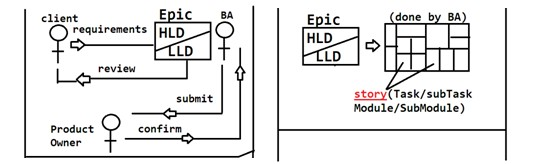 client
requirements
Epic
HLD
LLD
BA
review
submit
Product
Owner
confirm
Epic
HLD
LLD
(done by BA)
story(Task/subTask
Module/SubModule)